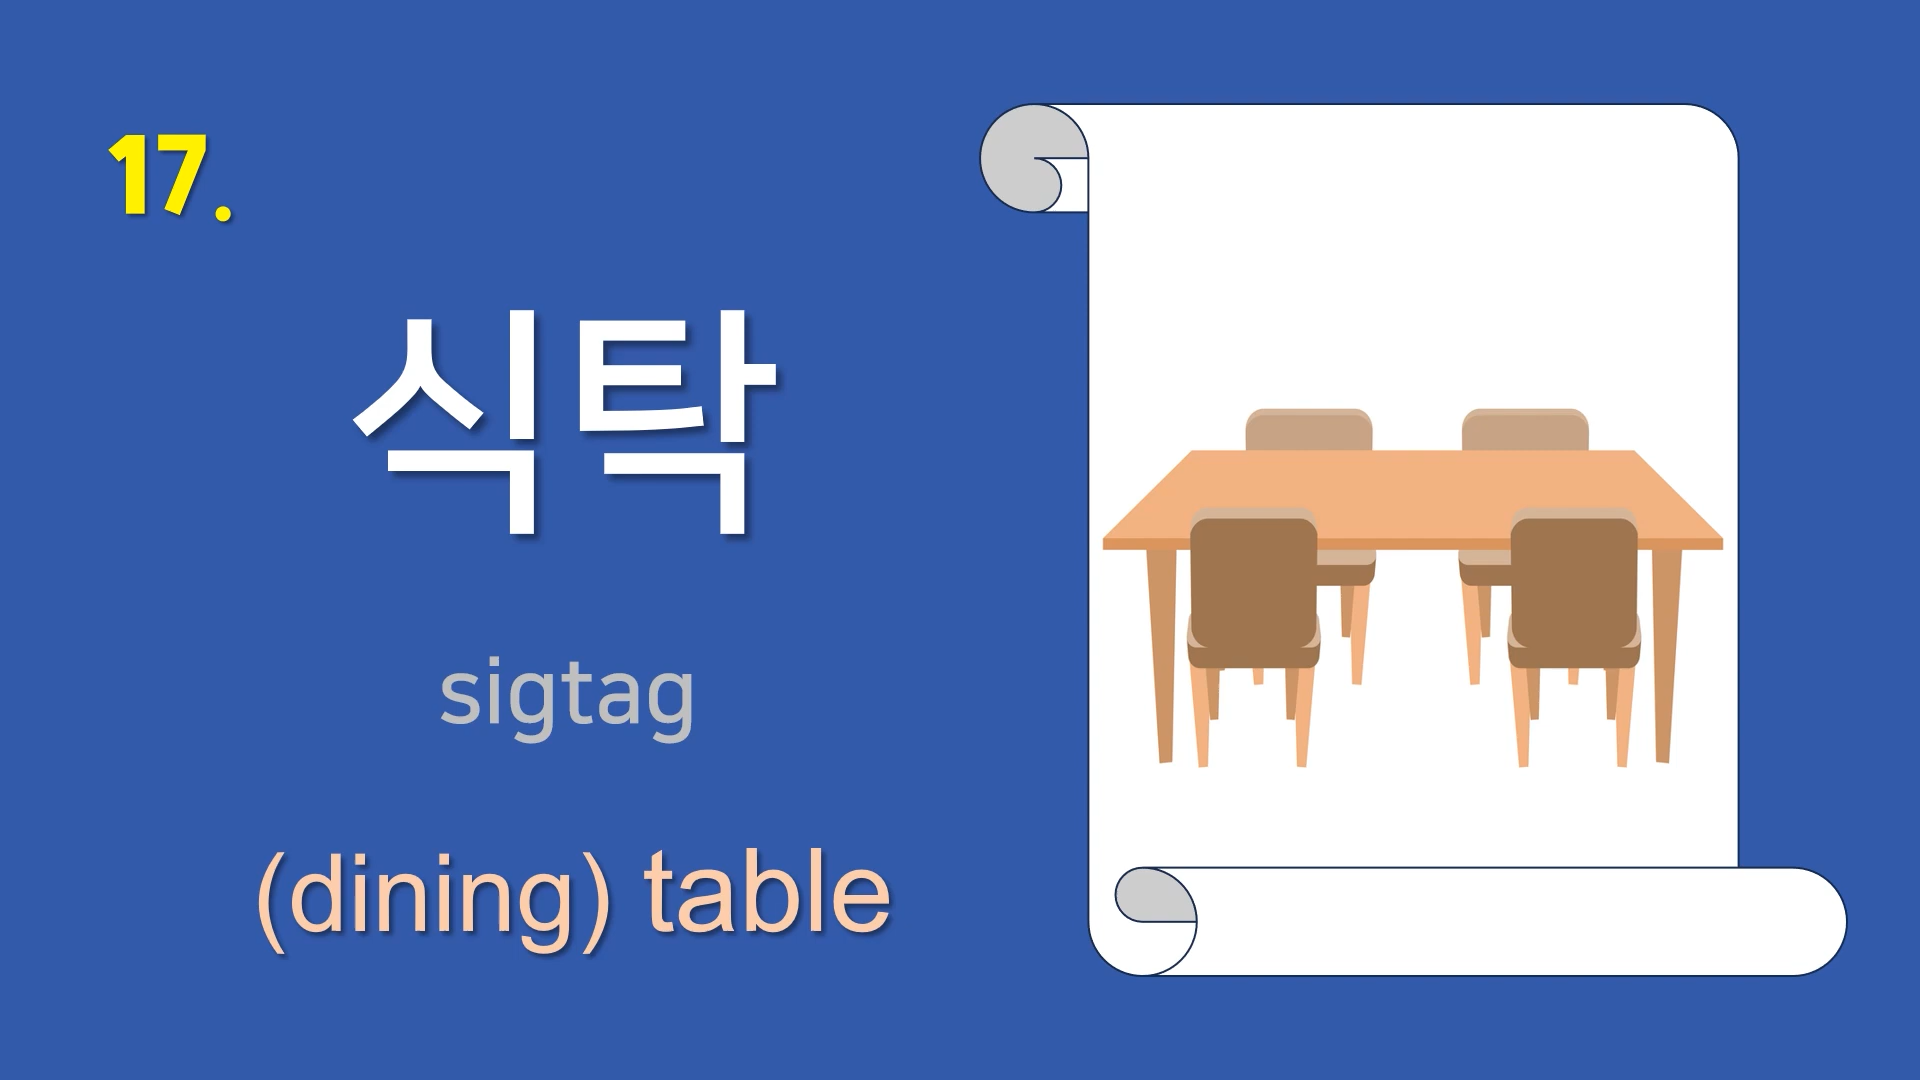 17.
식탁
sigtag
(dining) table